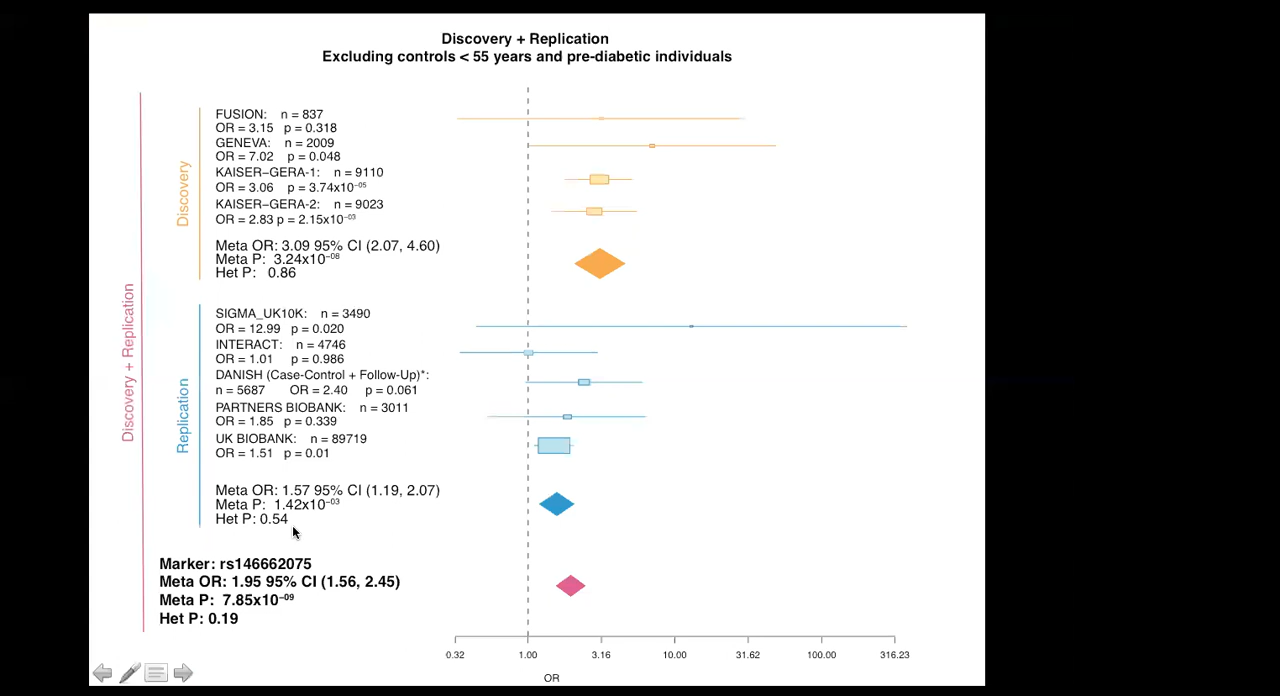 Discovery + Replication
Excluding controls < 55 years and pre-diabetic individuals
Discovery + Replication
Discovery
FUSION: n = 837
OR = 3.15 p = 0.318
GENEVA: n = 2009
OR = 7.02 p = 0.048
KAISER−GERA-1: n = 9110
OR = 3.06 p = 3.74x10⁻⁰⁵
KAISER−GERA-2: n = 9023
OR = 2.83 p = 2.15x10⁻⁰³
Meta OR: 3.09 95% CI (2.07, 4.60)
Meta P: 3.24x10⁻⁰⁸
Het P: 0.86
Replication
SIGMA_UK10K: n = 3490
OR = 12.99 p = 0.020
INTERACT: n = 4746
OR = 1.01 p = 0.986
DANISH (Case-Control + Follow-Up)*:
n = 5687 OR = 2.40 p = 0.061
PARTNERS BIOBANK: n = 3011
OR = 1.85 p = 0.339
UK BIOBANK: n = 89719
OR = 1.51 p = 0.01
Meta OR: 1.57 95% CI (1.19, 2.07)
Meta P: 1.42x10⁻⁰³
Het P: 0.54
Marker: rs146662075
Meta OR: 1.95 95% CI (1.56, 2.45)
Meta P: 7.85x10⁻⁰⁹
Het P: 0.19
0.32 1.00 3.16 10.00 31.62 100.00 316.23
OR